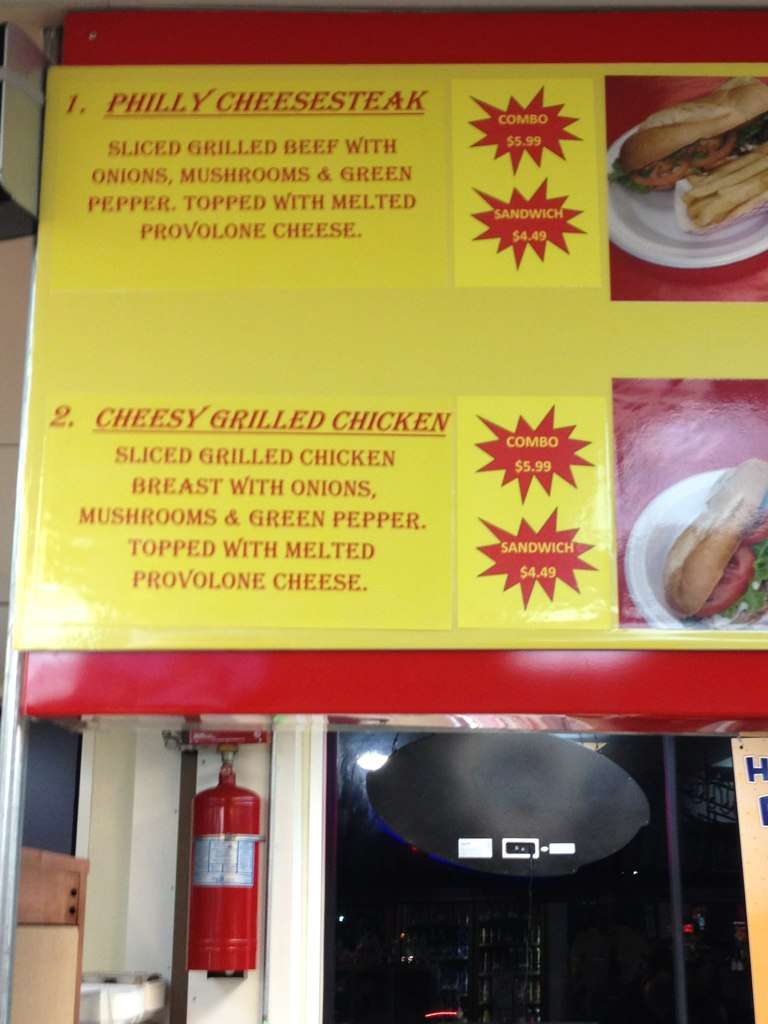 1. PHILLY CHEESESTEAK
SLICED GRILLED BEEF WITH
ONIONS, MUSHROOMS & GREEN
PEPPER. TOPPED WITH MELTED
PROVOLONE CHEESE.
COMBO
$5.99
SANDWICH
$4.49
2. CHEESY GRILLED CHICKEN
SLICED GRILLED CHICKEN
BREAST WITH ONIONS,
MUSHROOMS & GREEN PEPPER.
TOPPED WITH MELTED
PROVOLONE CHEESE.
COMBO
$5.99
SANDWICH
$4.49
H